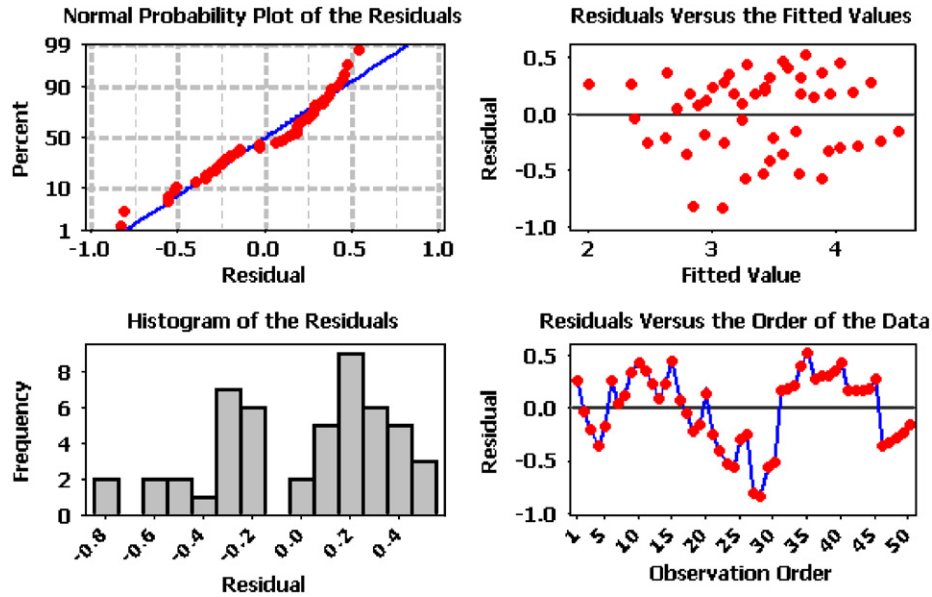 Normal Probability Plot of the Residuals
99
90
50
10
1
Percent
-1.0 -0.5 0.0 0.5 1.0
Residual
Residuals Versus the Fitted Values
0.5
0.0
-0.5
-1.0
Residual
2 3 4
Fitted Value
Histogram of the Residuals
8
6
4
2
0
Frequency
-0.8 -0.6 -0.4 -0.2 0.0 0.2 0.4
Residual
Residuals Versus the Order of the Data
0.5
0.0
-0.5
-1.0
Residual
1 5 10 15 20 25 30 35 40 45 50
Observation Order